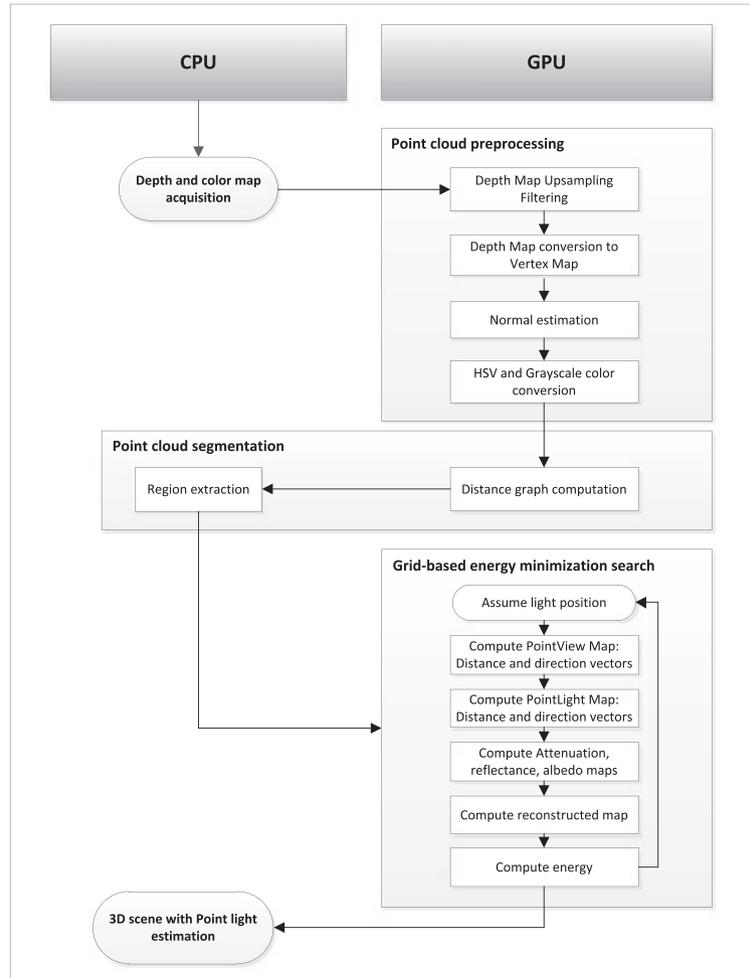 CPU
GPU
Point cloud preprocessing
Depth and color map
acquisition
Depth Map Upsampling
Filtering
Depth Map conversion to
Vertex Map
Normal estimation
HSV and Grayscale color
conversion
Point cloud segmentation
Region extraction
Distance graph computation
Grid-based energy minimization search
Assume light position
Compute PointView Map:
Distance and direction vectors
Compute PointLight Map:
Distance and direction vectors
Compute Attenuation,
reflectance, albedo maps
Compute reconstructed map
Compute energy
3D scene with Point light
estimation